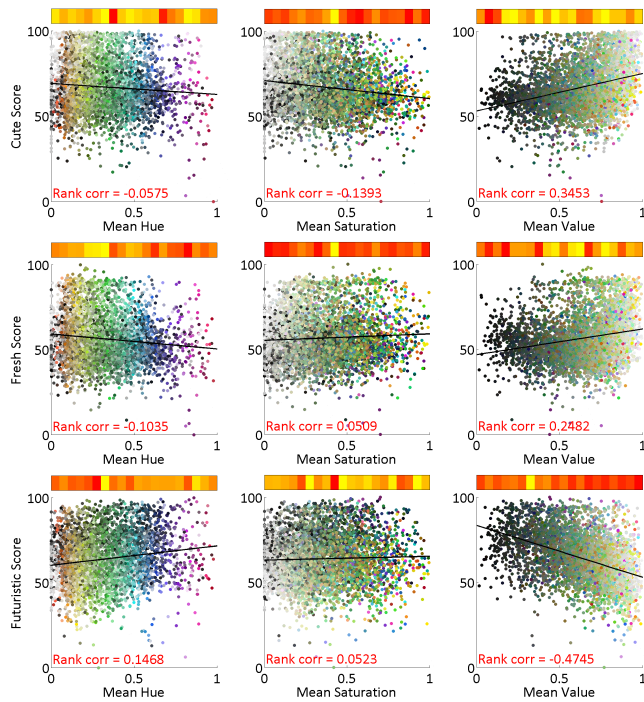 100
50
0
Cute Score
Rank corr = -0.0575
0 0.5 1
Mean Hue
Rank corr = -0.1393
0 0.5 1
Mean Saturation
100
50
0
Rank corr = 0.3453
0 0.5 1
Mean Value
100
50
0
Fresh Score
Rank corr = -0.1035
0 0.5 1
Mean Hue
100
50
0
Rank corr = 0.0509
0.5 1
Mean Saturation
100
50
0
Rank corr = 0.2482
0.5 1
Mean Value
100
50
0
Futuristic Score
Rank corr = 0.1468
0 0.5 1
Mean Hue
100
50
0
Rank corr = 0.0523
0.5 1
Mean Saturation
100
50
0
Rank corr = -0.4745
0 0.5 1
Mean Value